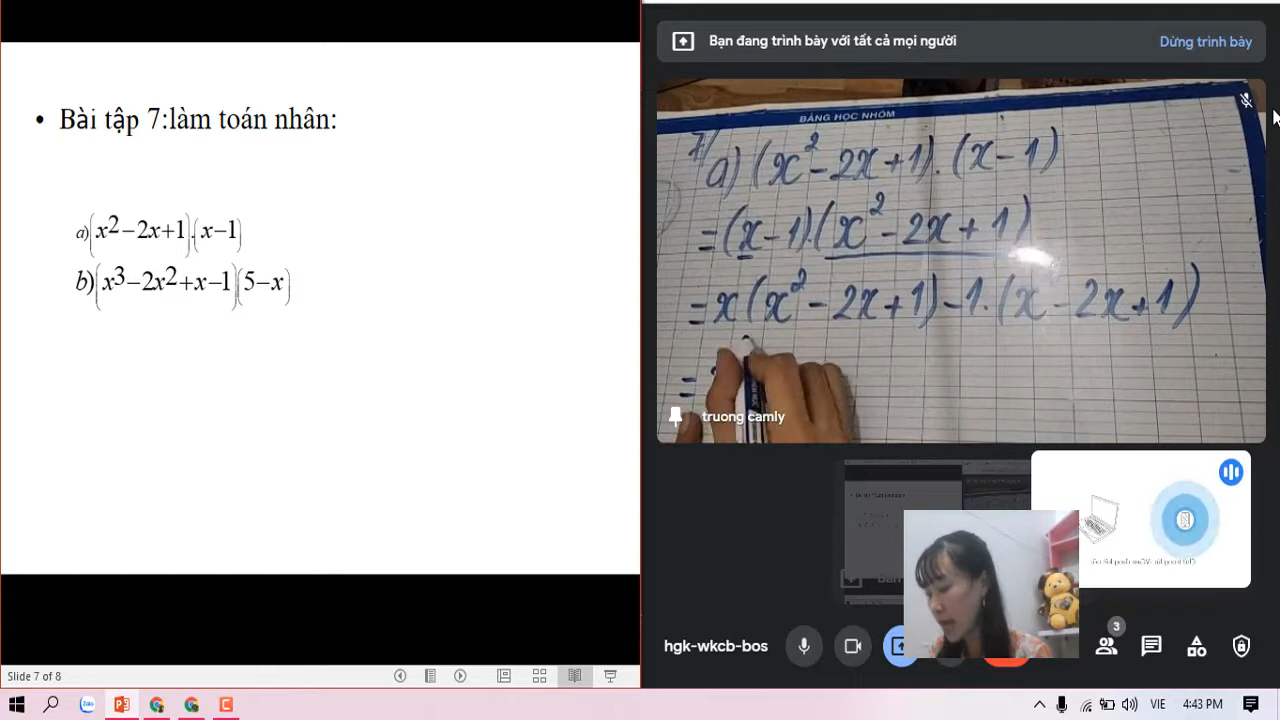 • Bài tập 7:làm toán nhân:
a)(x²−2x+1).(x−1)
b)(x³−2x²+x−1)(5−x)
Slide 7 of 8
Bạn đang trình bày với tất cả mọi người
Dừng trình bày
BẢNG HỌC NHÓM
7/
a) (x² - 2x + 1) . (x - 1)
= (x - 1).(x² - 2x + 1)
= x (x² - 2x + 1) - 1 . (x - 2x + 1)
=
truong camly
hgk-wkcb-bos
3
Zalo
VIE
4:43 PM